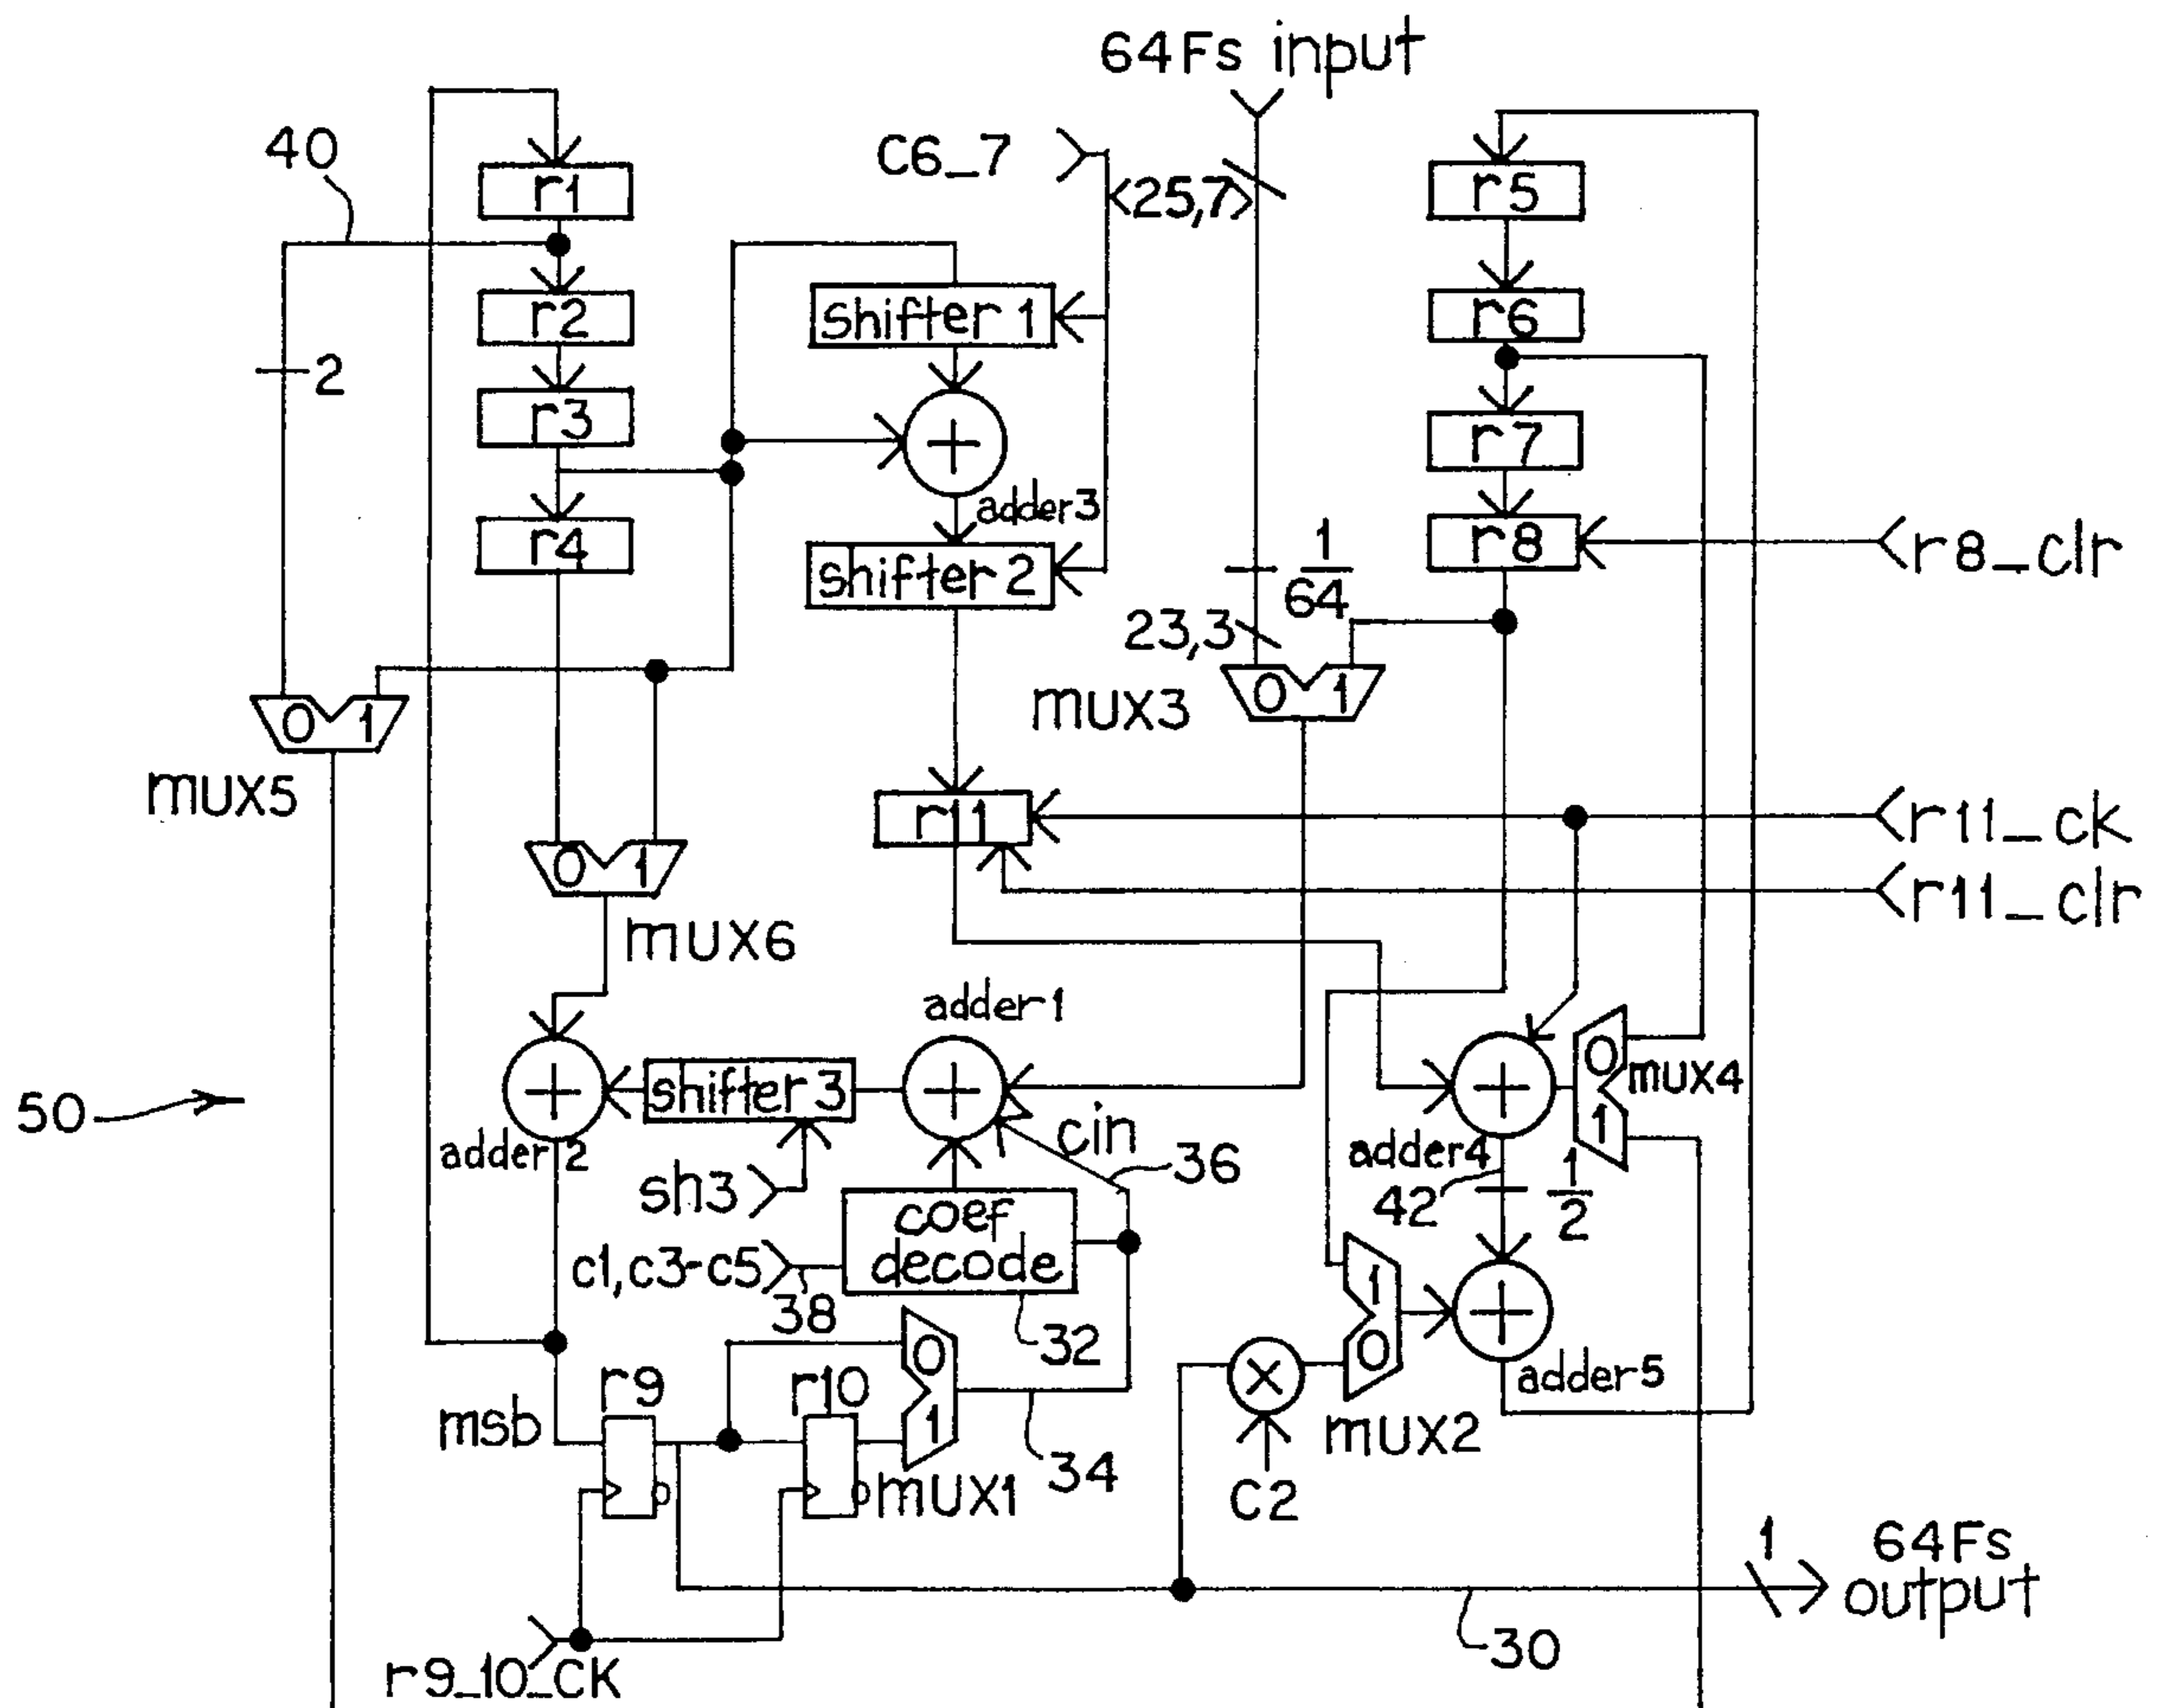 64Fs input
40
C6_7
<25,7>
r1
r5
r2
shifter 1
r6
2
r3
+
r7
adder3
r4
shifter 2
1
64
r8
r8_clr
23,3
0 1
mux3
0 1
mux5
r11
r11_ck
r11_clr
0 1
mux6
adder1
50
+
shifter 3
+
+
0
1
mux4
cin
36
adder 2
sh3
adder4
42
1
2
coef
decode
c1,c3-c5
38
32
1
0
+
adder5
r9
r10
0
1
×
mux2
msb
mux1
34
C2
1
64Fs
output
30
r9_10_CK